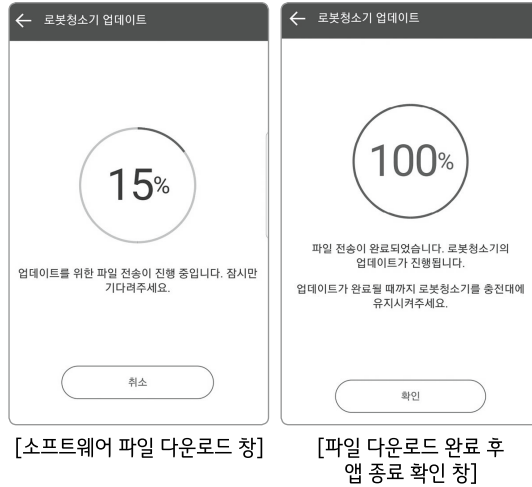 로봇청소기 업데이트
15%
업데이트를 위한 파일 전송이 진행 중입니다. 잠시만
기다려주세요.
취소
[소프트웨어 파일 다운로드 창]
로봇청소기 업데이트
100%
파일 전송이 완료되었습니다. 로봇청소기의
업데이트가 진행됩니다.
업데이트가 완료될 때까지 로봇청소기를 충전대에
유지시켜주세요.
확인
[파일 다운로드 완료 후
앱 종료 확인 창]